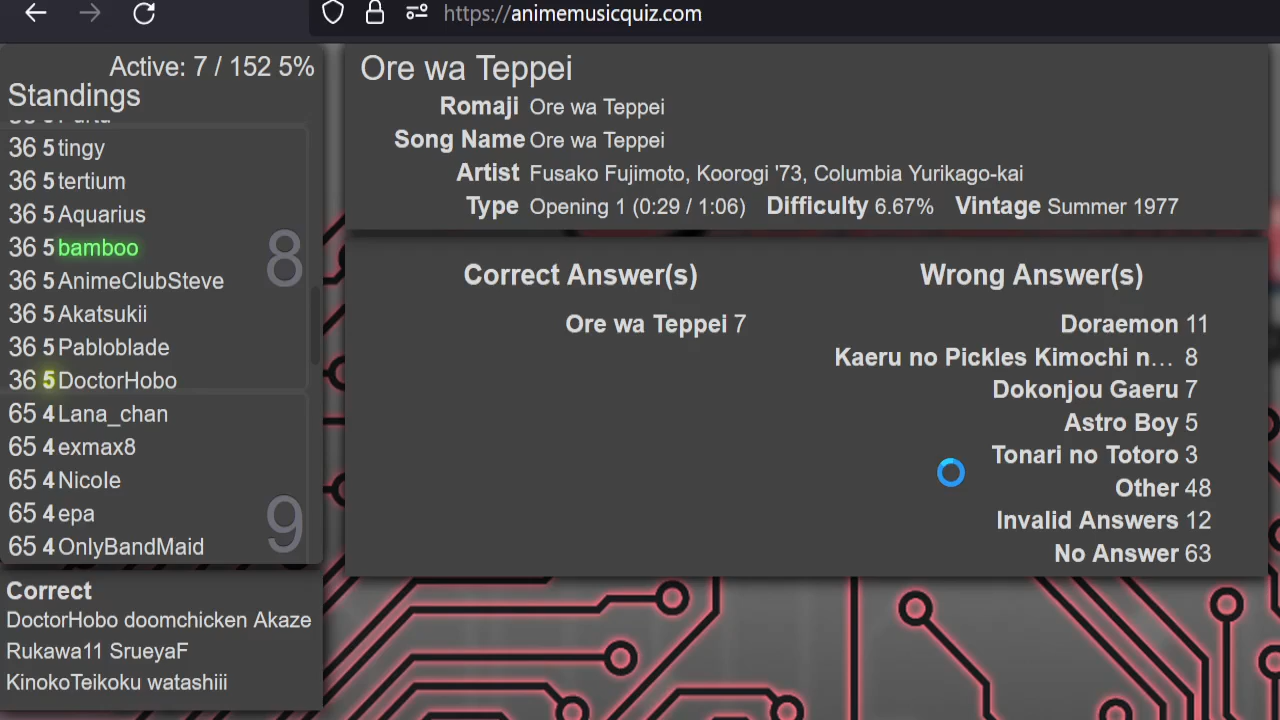 https://animemusicquiz.com
Active: 7 / 152 5%
Standings
36 5 tingy
36 5 tertium
36 5 Aquarius
36 5 bamboo
36 5 AnimeClubSteve
36 5 Akatsukii
36 5 Pabloblade
36 5 DoctorHobo
8
65 4 Lana_chan
65 4 exmax8
65 4 Nicole
65 4 epa
65 4 OnlyBandMaid
9
Correct
DoctorHobo doomchicken Akaze
Rukawa11 SrueyaF
KinokoTeikoku watashiii
Ore wa Teppei
Romaji Ore wa Teppei
Song Name Ore wa Teppei
Artist Fusako Fujimoto, Koorogi '73, Columbia Yurikago-kai
Type Opening 1 (0:29 / 1:06) Difficulty 6.67% Vintage Summer 1977
Correct Answer(s)
Ore wa Teppei 7
Wrong Answer(s)
Doraemon 11
Kaeru no Pickles Kimochi n... 8
Dokonjou Gaeru 7
Astro Boy 5
Tonari no Totoro 3
Other 48
Invalid Answers 12
No Answer 63